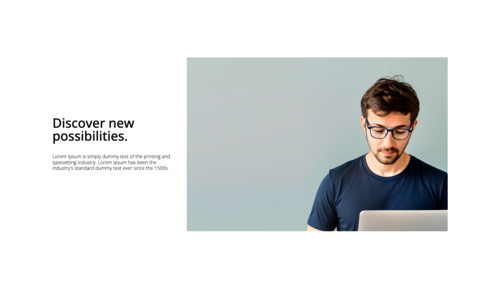 Discover new
possibilities.
Lorem Ipsum is simply dummy text of the printing and
typesetting industry. Lorem Ipsum has been the
industry's standard dummy text ever since the 1500s.